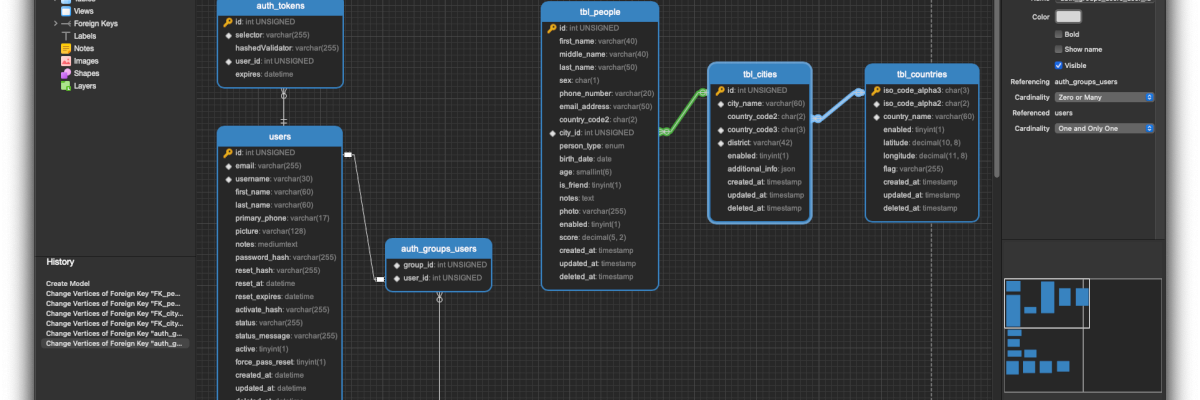 Views
Foreign Keys
Labels
Notes
Images
Shapes
Layers
History
Create Model
Change Vertices of Foreign Key "FK_pe...
Change Vertices of Foreign Key "FK_pe...
Change Vertices of Foreign Key "FK_city...
Change Vertices of Foreign Key "FK_city...
Change Vertices of Foreign Key "auth_g...
Change Vertices of Foreign Key "auth_g...
auth_tokens
id: int UNSIGNED
selector: varchar(255)
hashedValidator: varchar(255)
user_id: int UNSIGNED
expires: datetime
users
id: int UNSIGNED
email: varchar(255)
username: varchar(30)
first_name: varchar(60)
last_name: varchar(60)
primary_phone: varchar(17)
picture: varchar(128)
notes: mediumtext
password_hash: varchar(255)
reset_hash: varchar(255)
reset_at: datetime
reset_expires: datetime
activate_hash: varchar(255)
status: varchar(255)
status_message: varchar(255)
active: tinyint(1)
force_pass_reset: tinyint(1)
created_at: datetime
updated_at: datetime
auth_groups_users
group_id: int UNSIGNED
user_id: int UNSIGNED
tbl_people
id: int UNSIGNED
first_name: varchar(40)
middle_name: varchar(40)
last_name: varchar(50)
sex: char(1)
phone_number: varchar(20)
email_address: varchar(50)
country_code2: char(2)
city_id: int UNSIGNED
person_type: enum
birth_date: date
age: smallint(6)
is_friend: tinyint(1)
notes: text
photo: varchar(255)
enabled: tinyint(1)
score: decimal(5, 2)
created_at: timestamp
updated_at: timestamp
deleted_at: timestamp
tbl_cities
id: int UNSIGNED
city_name: varchar(60)
country_code2: char(2)
country_code3: char(3)
district: varchar(42)
enabled: tinyint(1)
additional_info: json
created_at: timestamp
updated_at: timestamp
deleted_at: timestamp
tbl_countries
iso_code_alpha3: char(3)
iso_code_alpha2: char(2)
country_name: varchar(60)
enabled: tinyint(1)
latitude: decimal(10, 8)
longitude: decimal(11, 8)
flag: varchar(255)
created_at: timestamp
updated_at: timestamp
deleted_at: timestamp
Color
Bold
Show name
Visible
Referencing auth_groups_users
Cardinality Zero or Many
Referenced users
Cardinality One and Only One